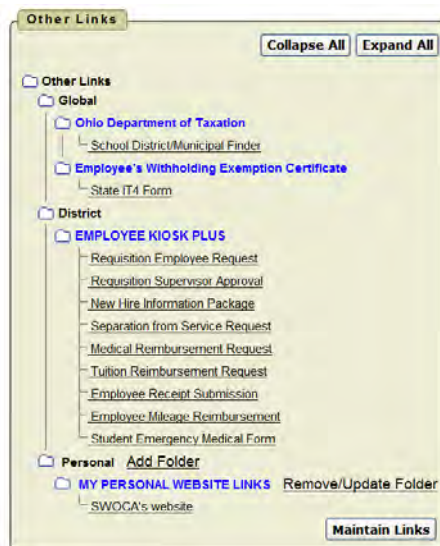 Other Links
Collapse All Expand All
Other Links
Global
Ohio Department of Taxation
School District/Municipal Finder
Employee's Withholding Exemption Certificate
State IT4 Form
District
EMPLOYEE KIOSK PLUS
Requisition Employee Request
Requisition Supervisor Approval
New Hire Information Package
Separation from Service Request
Medical Reimbursement Request
Tuition Reimbursement Request
Employee Receipt Submission
Employee Mileage Reimbursement
Student Emergency Medical Form
Personal Add Folder
MY PERSONAL WEBSITE LINKS Remove/Update Folder
SWOCA's website
Maintain Links